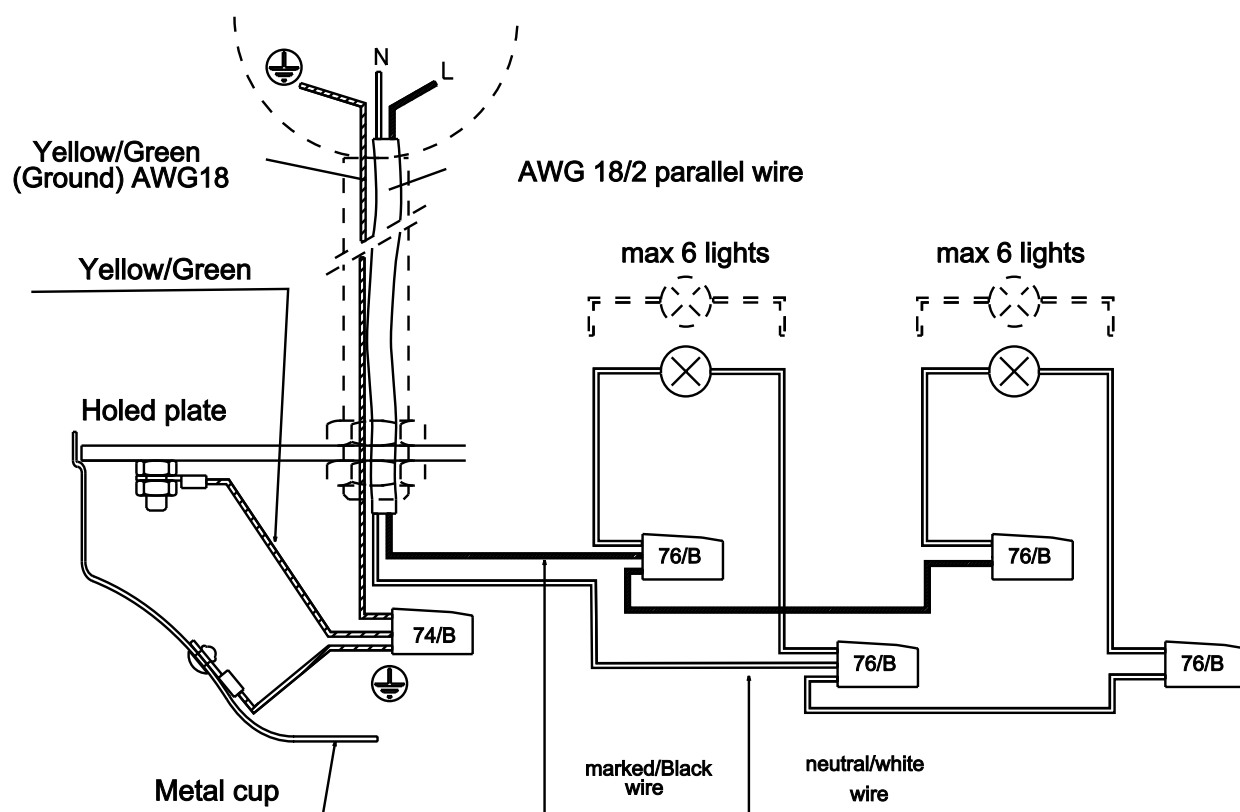 N
L
Yellow/Green
(Ground) AWG18
AWG 18/2 parallel wire
Yellow/Green
max 6 lights
max 6 lights
Holed plate
76/B
76/B
74/B
76/B
76/B
Metal cup
marked/Black
wire
neutral/white
wire